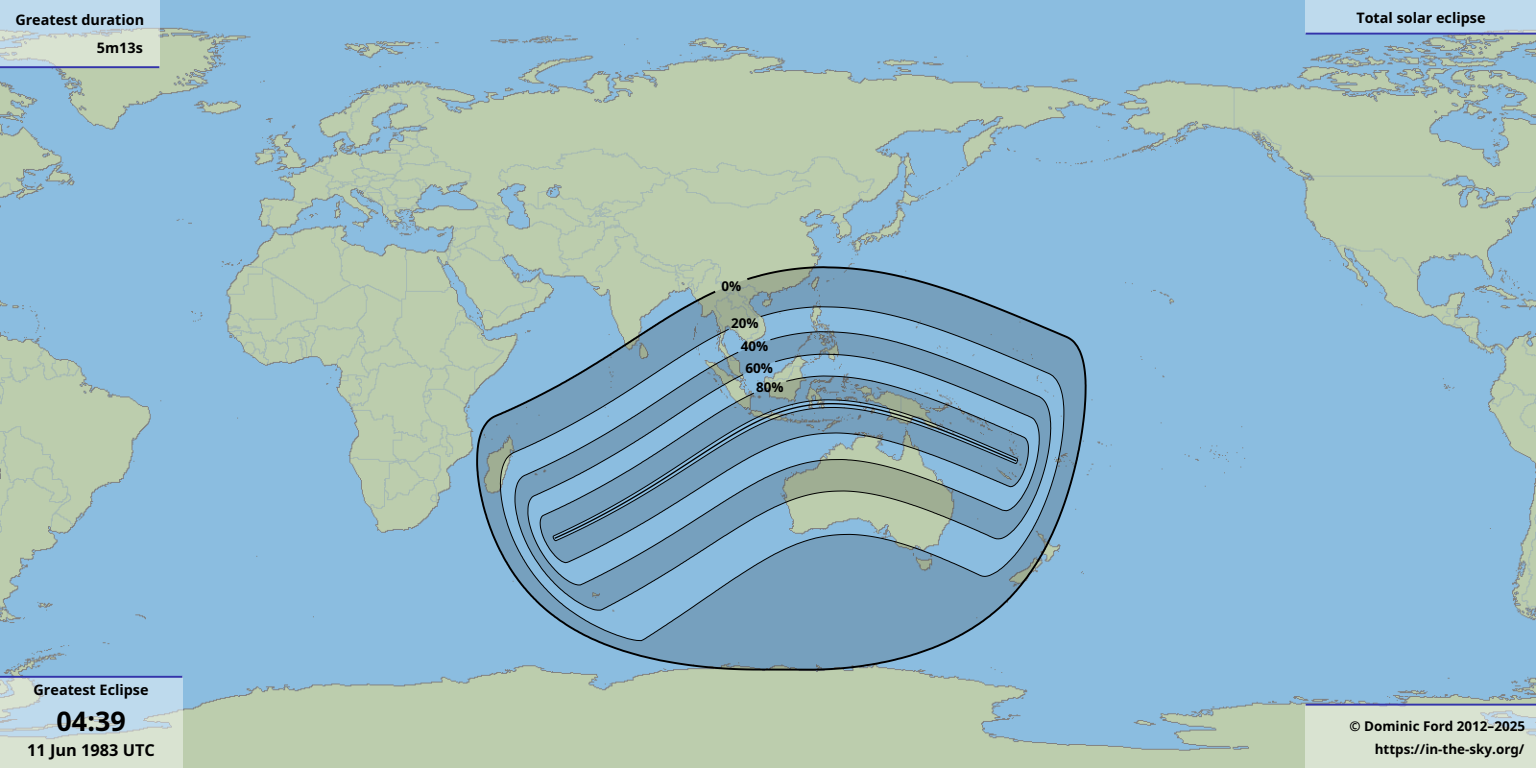 Greatest duration
5m13s
Total solar eclipse
0%
20%
40%
60%
80%
Greatest Eclipse
04:39
11 Jun 1983 UTC
© Dominic Ford 2012–2025
https://in-the-sky.org/